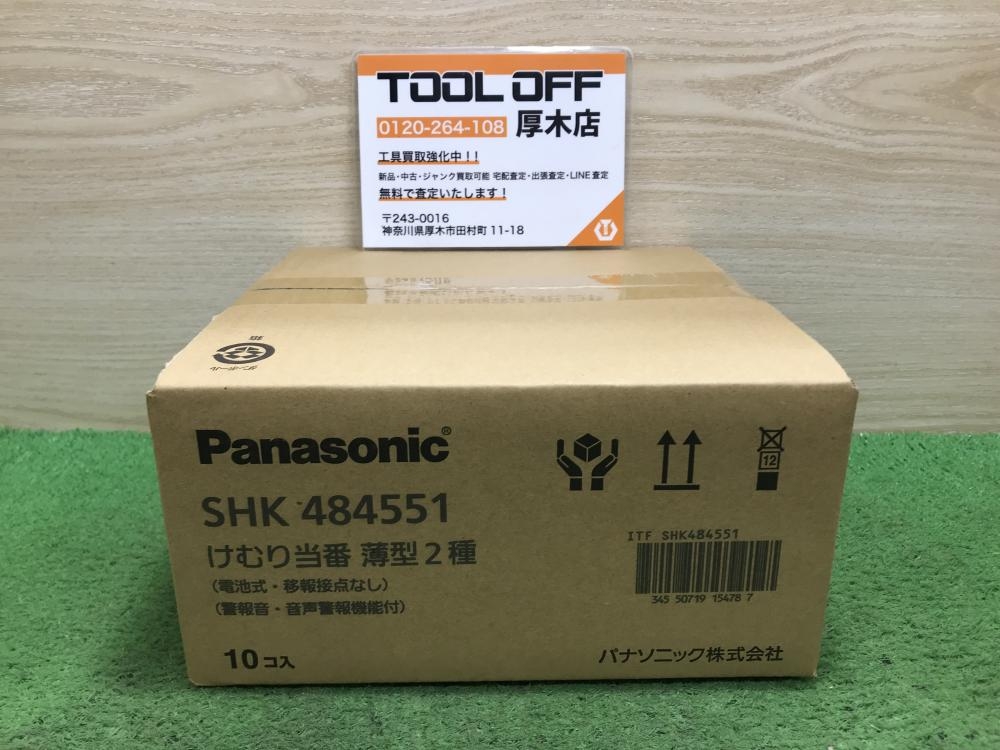 TOOL OFF
0120-264-108 厚木店
工具買取強化中！！
新品・中古・ジャンク買取可能 宅配査定・出張査定・LINE査定
無料で査定いたします！
〒243-0016
神奈川県厚木市田村町11-18
Panasonic®
SHK 484551
けむり当番 薄型2種
（電池式・移報接点なし）
（警報音・音声警報機能付）
10コ入
12
ITF SHK484551
345 50719 15478 7
パナソニック株式会社